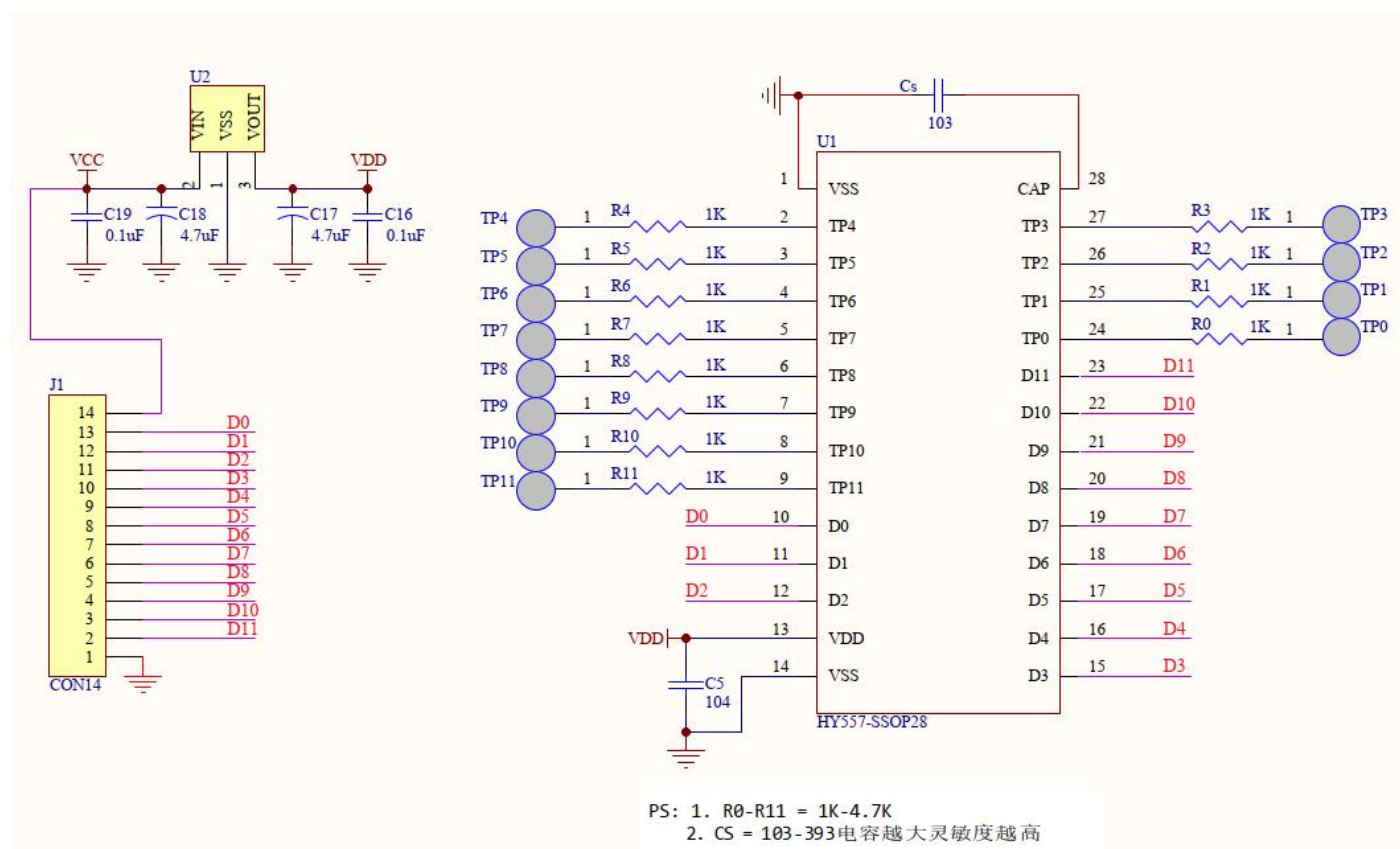 U2
VIN
VSS
VOUT
2
1
3
VCC
VDD
C19
0.1uF
C18
4.7uF
C17
4.7uF
C16
0.1uF
J1
14
13 D0
12 D1
11 D2
10 D3
9 D4
8 D5
7 D6
6 D7
5 D8
4 D9
3 D10
2 D11
1
CON14
Cs
103
U1
1 VSS CAP 28
TP4 1 R4 1K 2 TP4 TP3 27 R3 1K 1 TP3
TP5 1 R5 1K 3 TP5 TP2 26 R2 1K 1 TP2
TP6 1 R6 1K 4 TP6 TP1 25 R1 1K 1 TP1
TP7 1 R7 1K 5 TP7 TP0 24 R0 1K 1 TP0
TP8 1 R8 1K 6 TP8 D11 23 D11
TP9 1 R9 1K 7 TP9 D10 22 D10
TP10 1 R10 1K 8 TP10 D9 21 D9
TP11 1 R11 1K 9 TP11 D8 20 D8
D0 10 D0 D7 19 D7
D1 11 D1 D6 18 D6
D2 12 D2 D5 17 D5
VDD 13 VDD D4 16 D4
14 VSS D3 15 D3
C5
104
HY557-SSOP28
PS: 1. R0-R11 = 1K-4.7K
2. CS = 103-393电容越大灵敏度越高